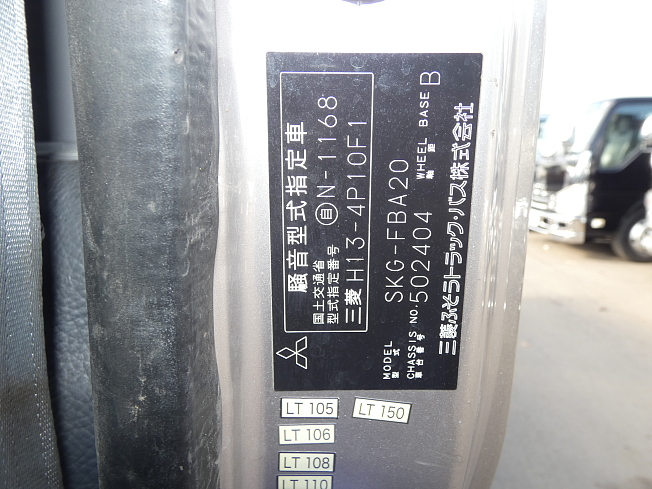 騒音型式指定車
国土交通省
型式指定番号 自N-1168
三菱 H13-4P10F1
MODEL
型式 SKG-FBA20
WHEEL BASE
軸距 B
CHASSIS NO.
車台番号 502404
三菱ふそうトラック・バス株式会社
LT 105
LT 150
LT 106
LT 108
LT 110